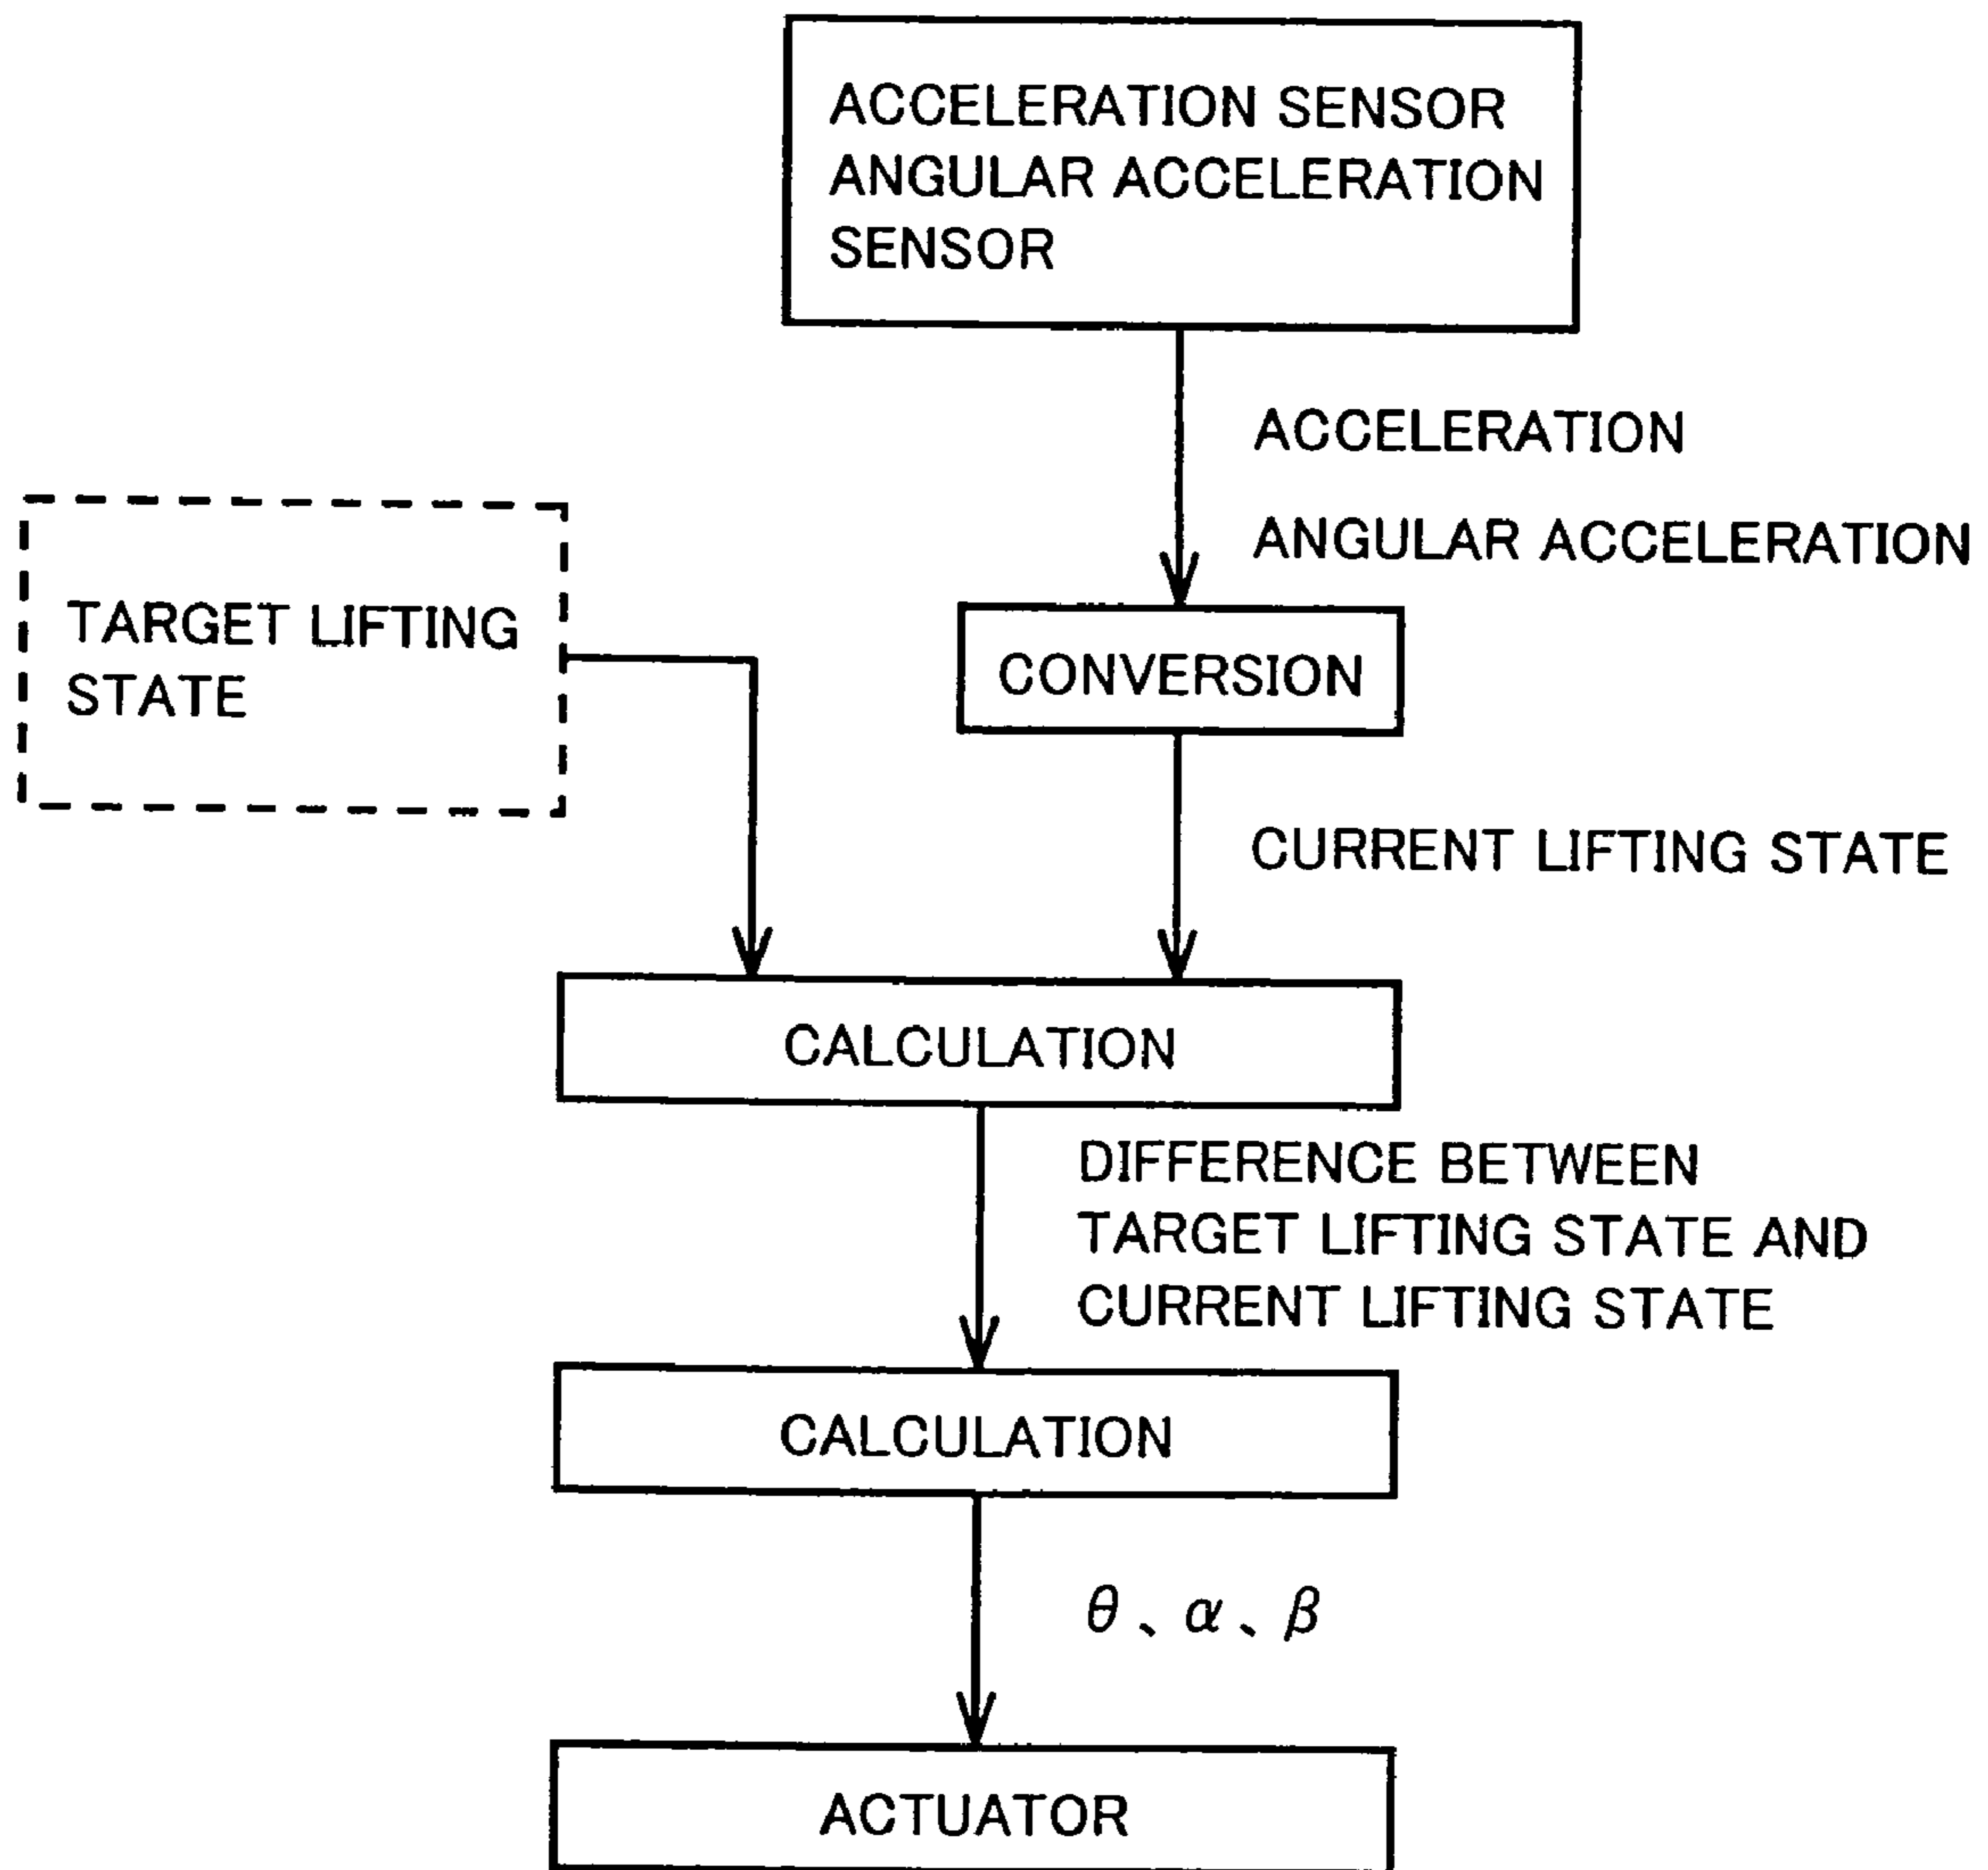 ACCELERATION SENSOR
ANGULAR ACCELERATION
SENSOR
ACCELERATION
ANGULAR ACCELERATION
TARGET LIFTING
STATE
CONVERSION
CURRENT LIFTING STATE
CALCULATION
DIFFERENCE BETWEEN
TARGET LIFTING STATE AND
CURRENT LIFTING STATE
CALCULATION
θ、α、β
ACTUATOR